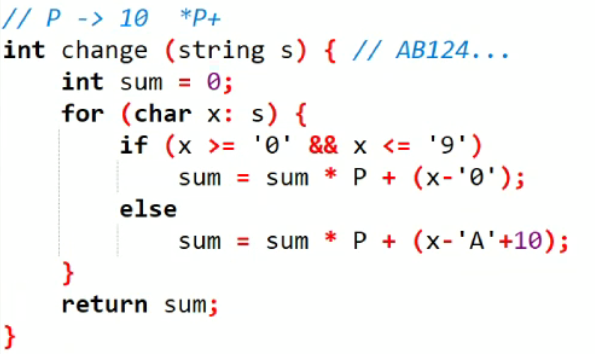 // P -> 10  *P+
int change (string s) { // AB124...
    int sum = 0;
    for (char x: s) {
        if (x >= '0' && x <= '9')
            sum = sum * P + (x-'0');
        else
            sum = sum * P + (x-'A'+10);
    }
    return sum;
}